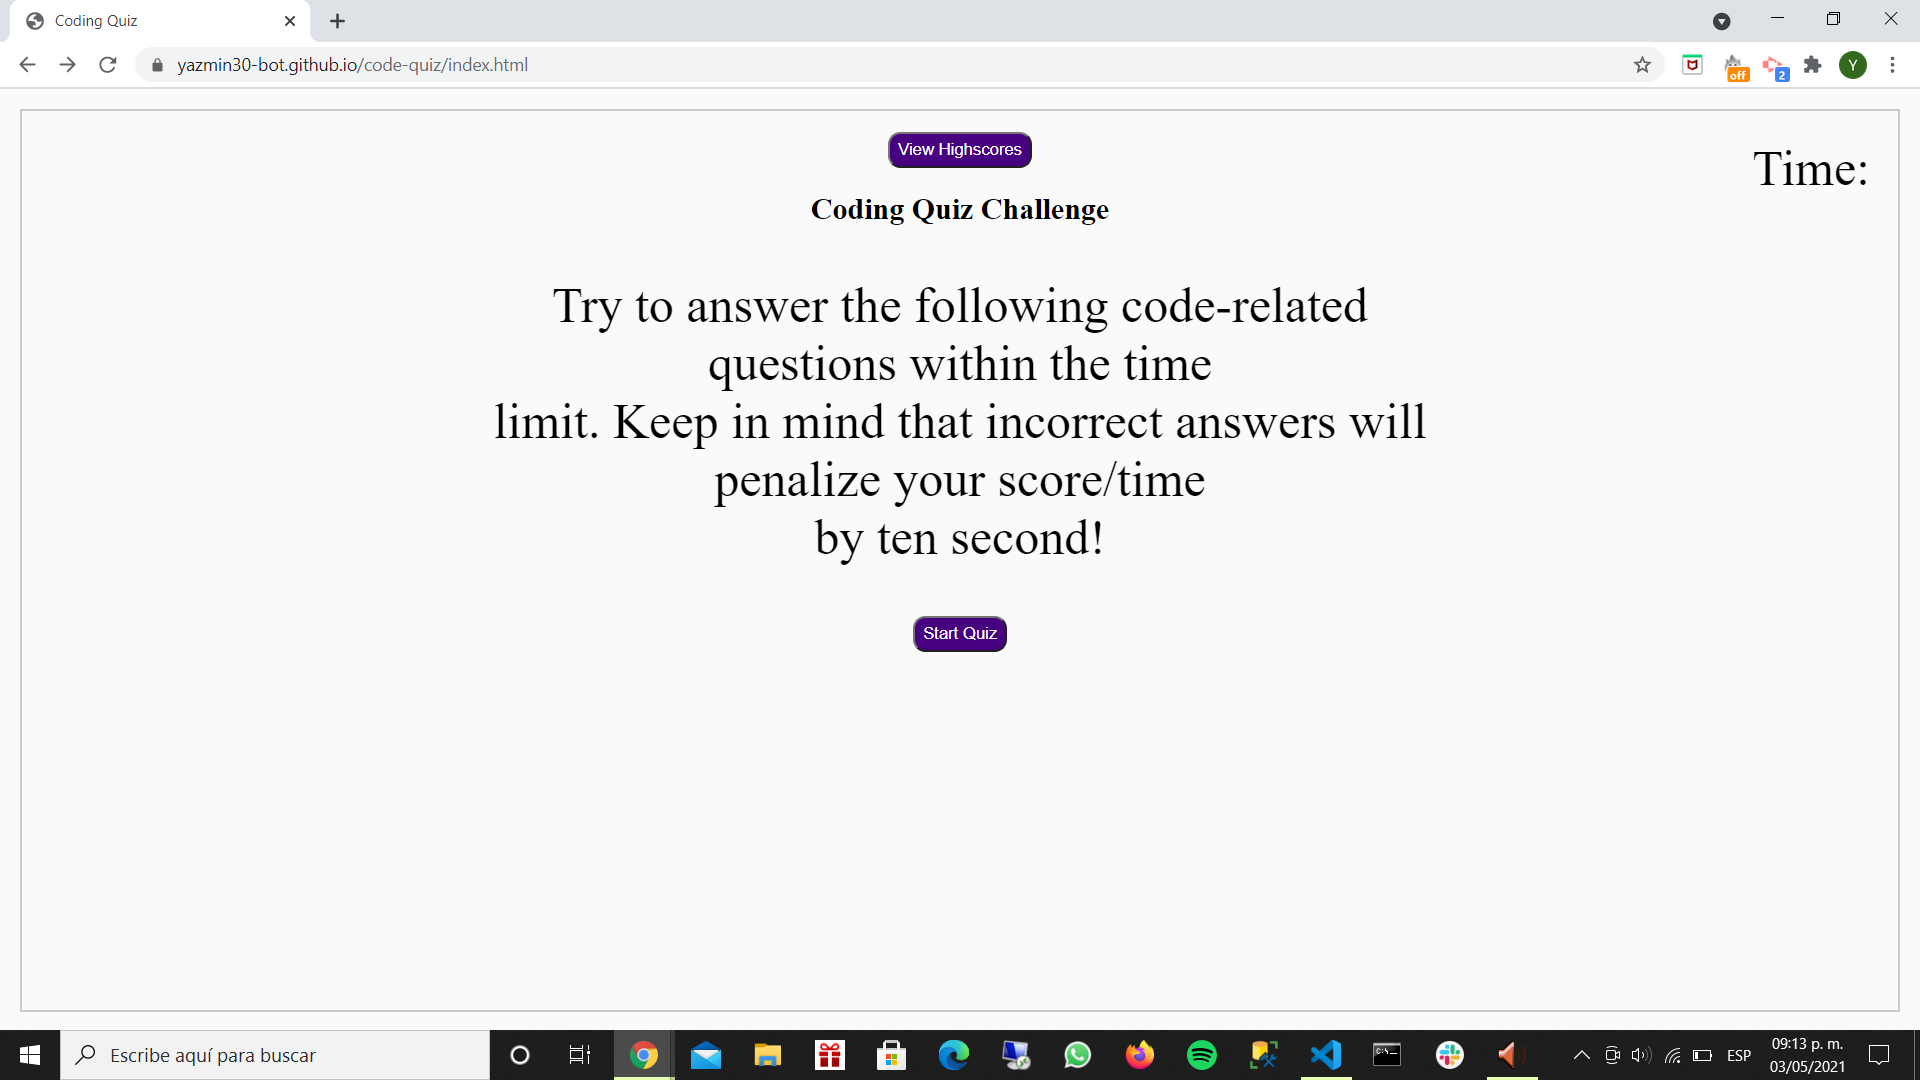 Coding Quiz
yazmin30-bot.github.io/code-quiz/index.html
off
2
Y
View Highscores
Time:
Coding Quiz Challenge
Try to answer the following code-related
questions within the time
limit. Keep in mind that incorrect answers will
penalize your score/time
by ten second!
Start Quiz
Escribe aquí para buscar
ESP
09:13 p. m.
03/05/2021